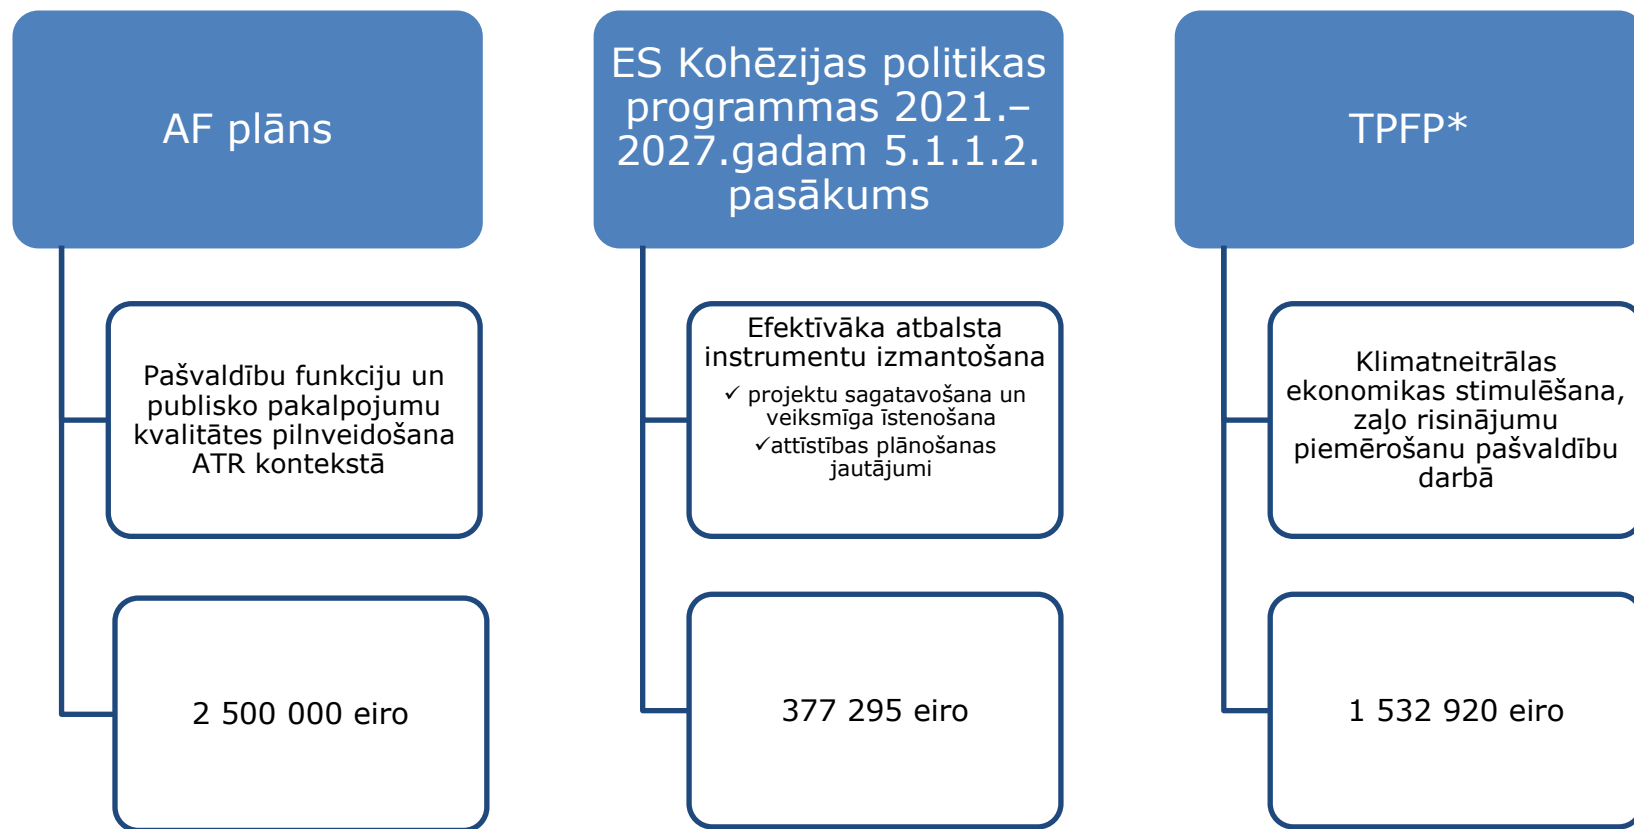 AF plāns
Pašvaldību funkciju un
publisko pakalpojumu
kvalitātes pilnveidošana
ATR kontekstā
2 500 000 eiro
ES Kohēzijas politikas
programmas 2021.–
2027.gadam 5.1.1.2.
pasākums
Efektīvāka atbalsta
instrumentu izmantošana
✓ projektu sagatavošana un
veiksmīga īstenošana
✓attīstības plānošanas
jautājumi
377 295 eiro
TPFP*
Klimatneitrālas
ekonomikas stimulēšana,
zaļo risinājumu
piemērošanu pašvaldību
darbā
1 532 920 eiro